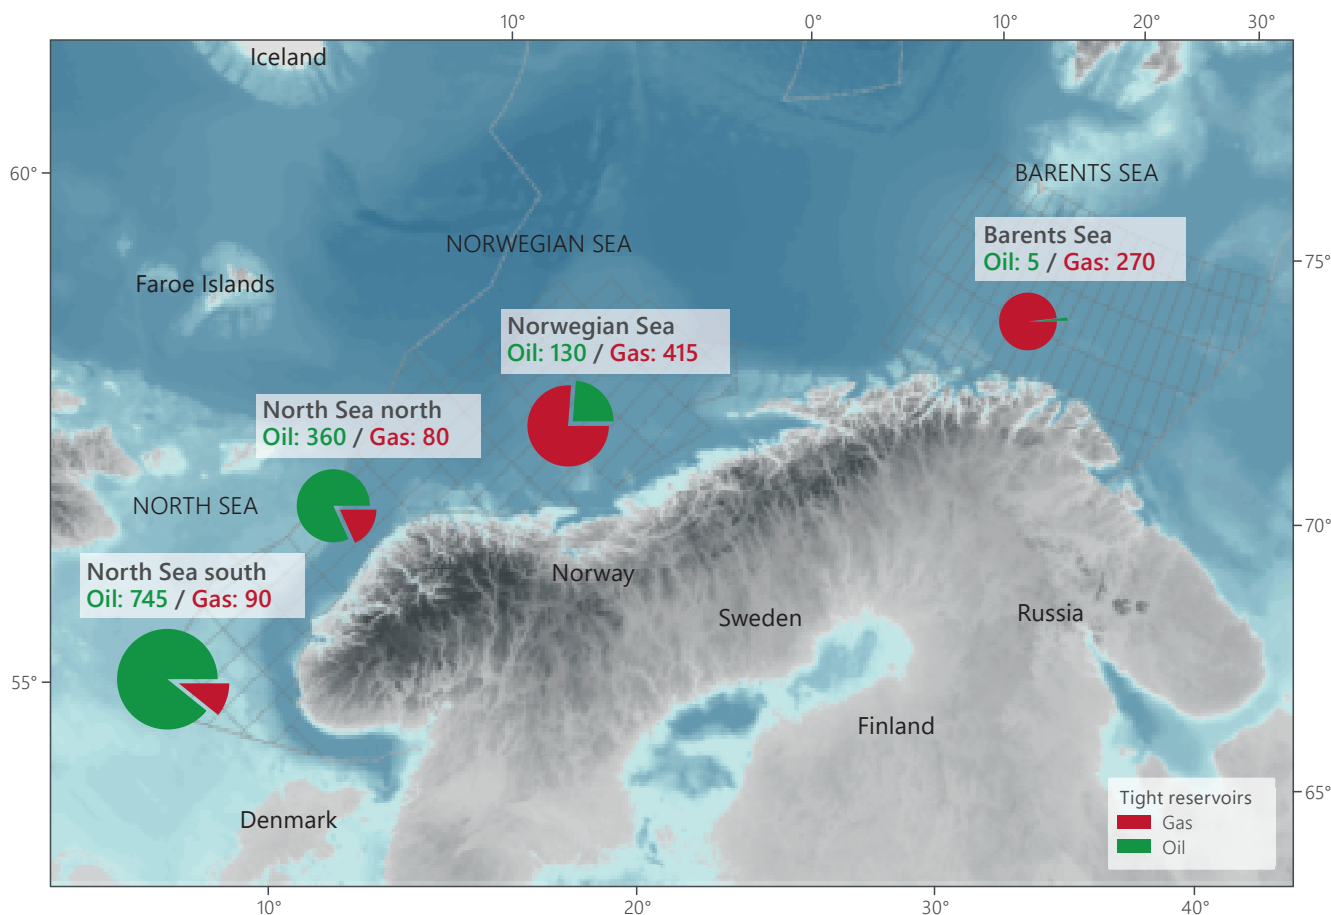 10°
0°
10°
20°
30°
Iceland
60°
BARENTS SEA
Barents Sea
Oil: 5 / Gas: 270
NORWEGIAN SEA
75°
Faroe Islands
Norwegian Sea
Oil: 130 / Gas: 415
North Sea north
Oil: 360 / Gas: 80
NORTH SEA
70°
North Sea south
Oil: 745 / Gas: 90
Norway
Sweden
Russia
55°
Finland
Denmark
Tight reservoirs
Gas
Oil
65°
10°
20°
30°
40°